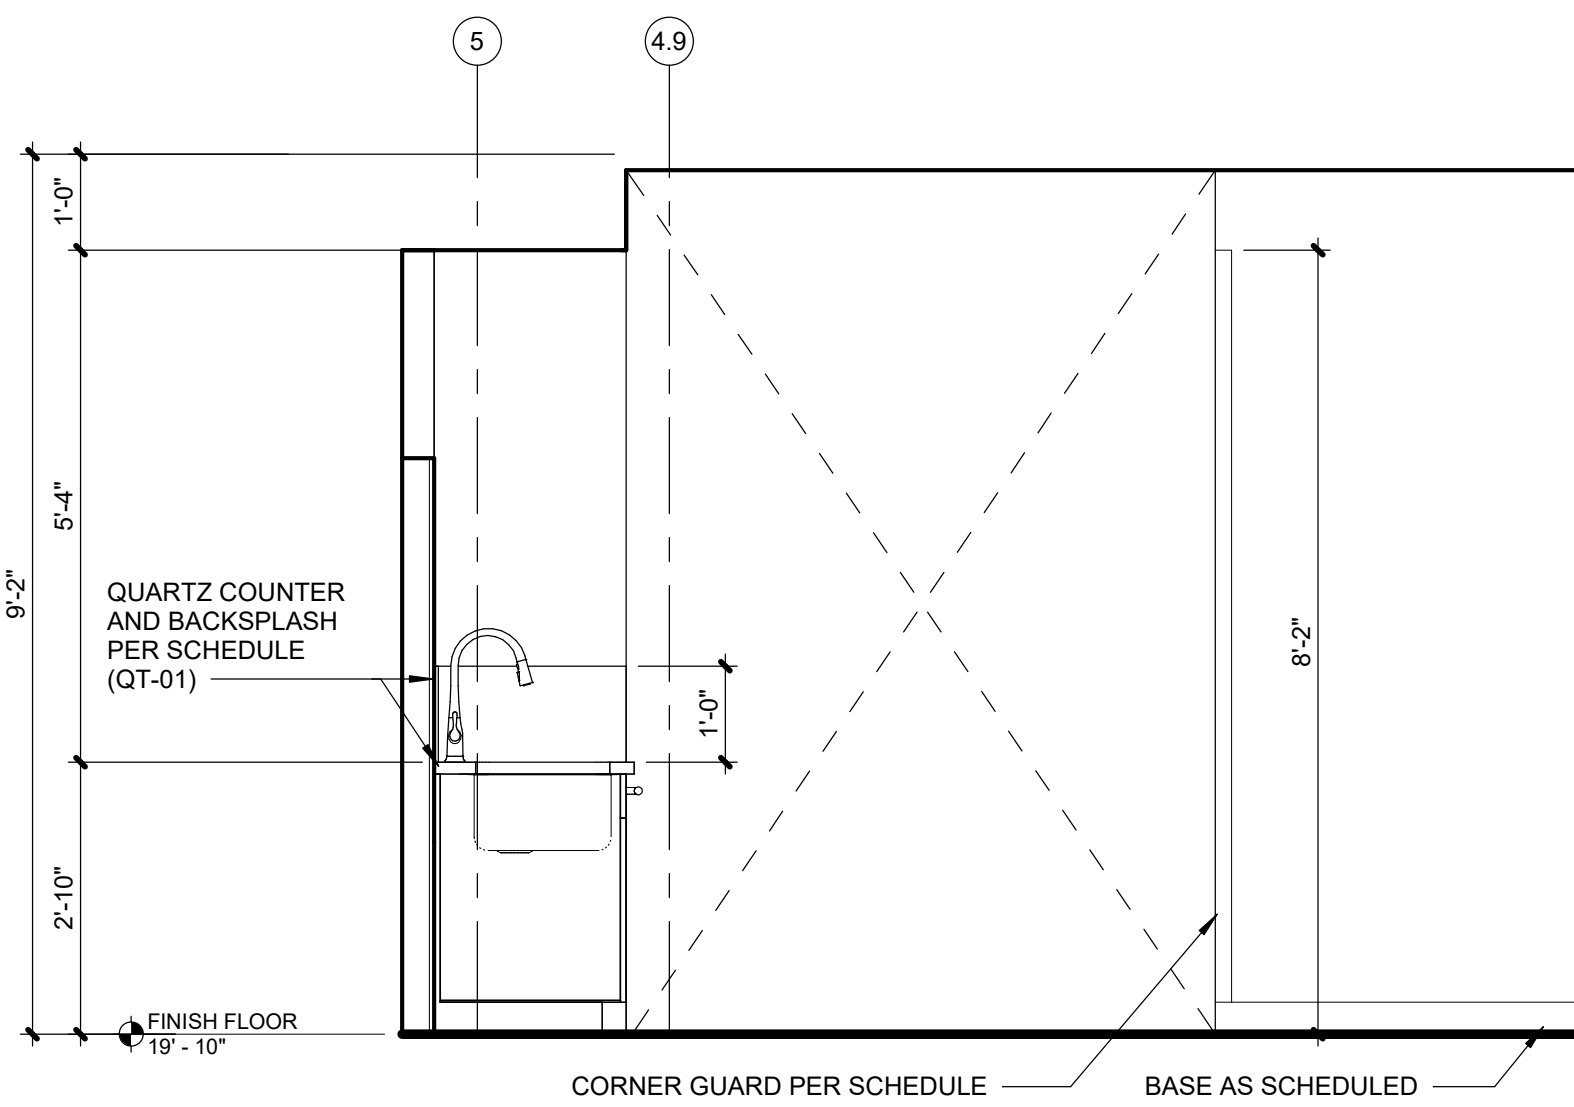 5
4.9
1'-0"
5'-4"
9'-2"
QUARTZ COUNTER
AND BACKSPLASH
PER SCHEDULE
(QT-01)
1'-0"
8'-2"
2'-10"
FINISH FLOOR
19' - 10"
CORNER GUARD PER SCHEDULE
BASE AS SCHEDULED